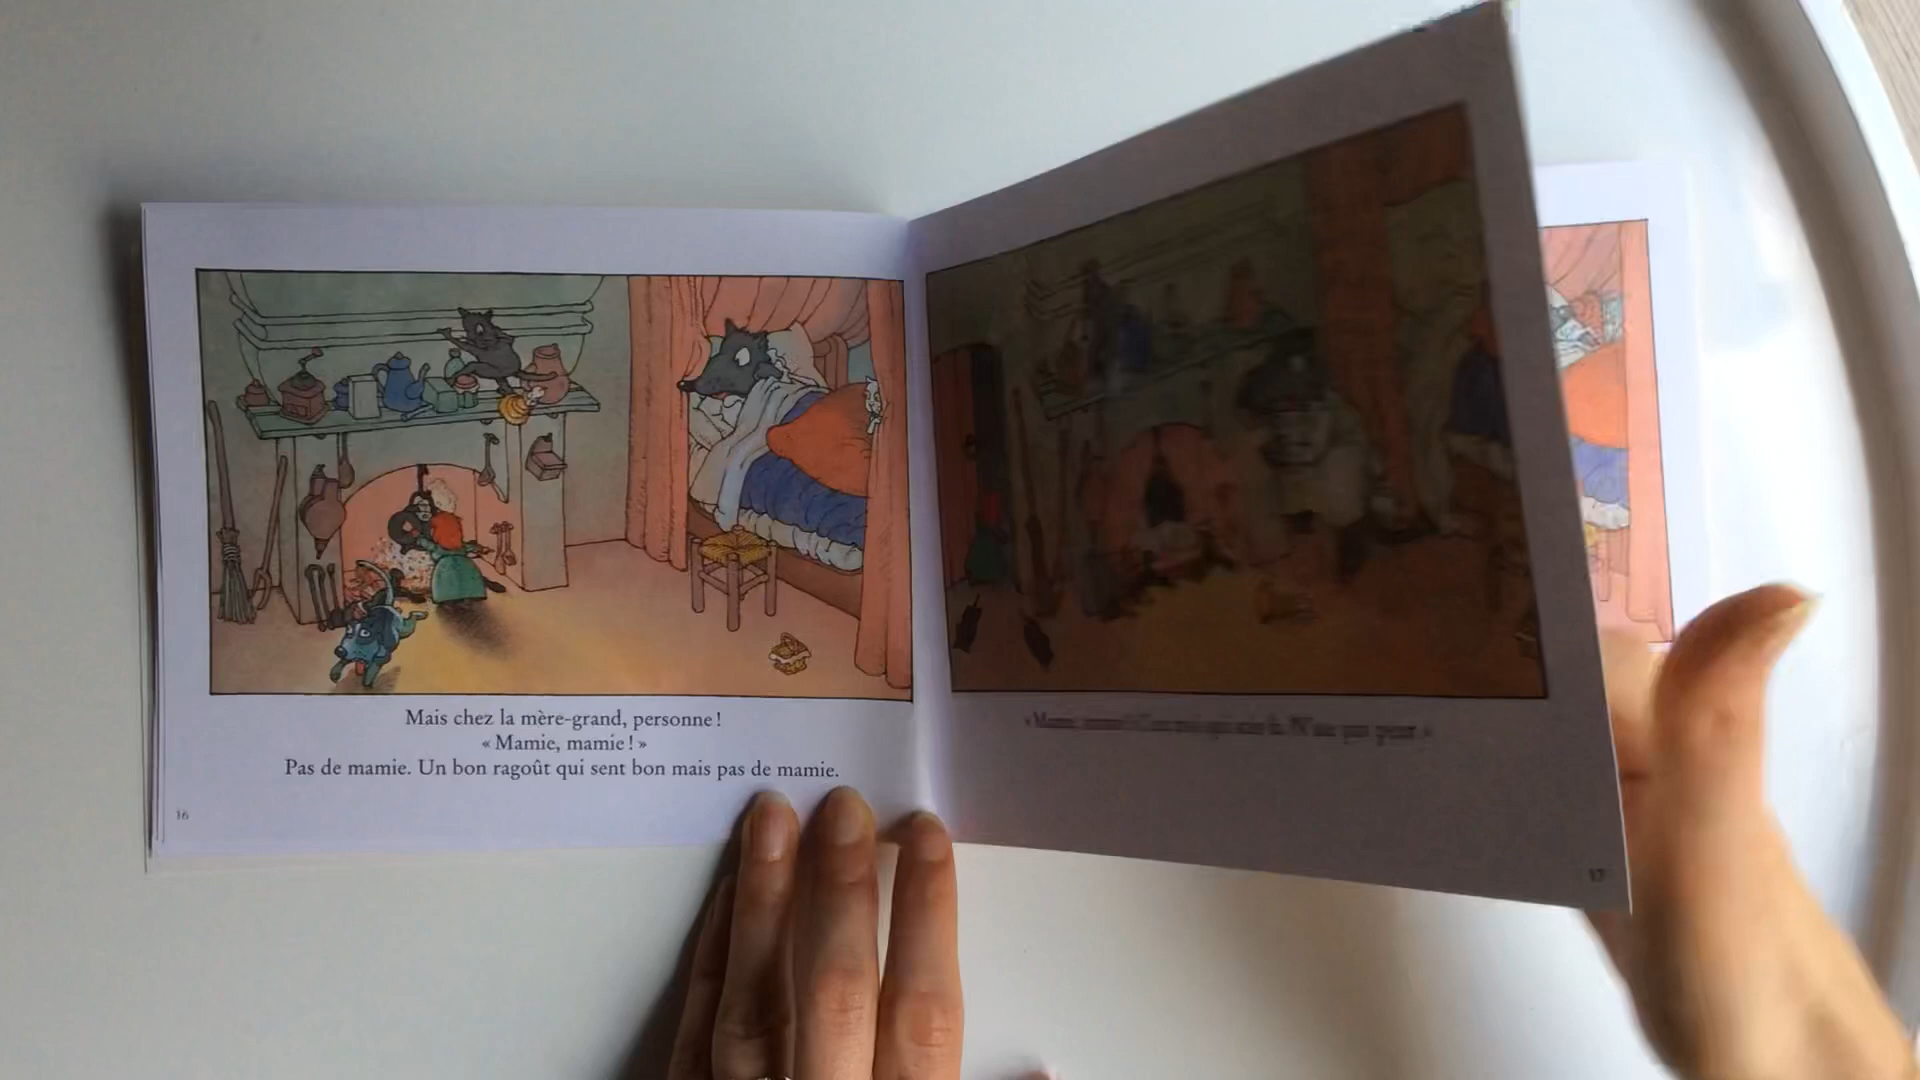 Mais chez la mère-grand, personne !
« Mamie, mamie ! »
Pas de mamie. Un bon ragoût qui sent bon mais pas de mamie.
16
17